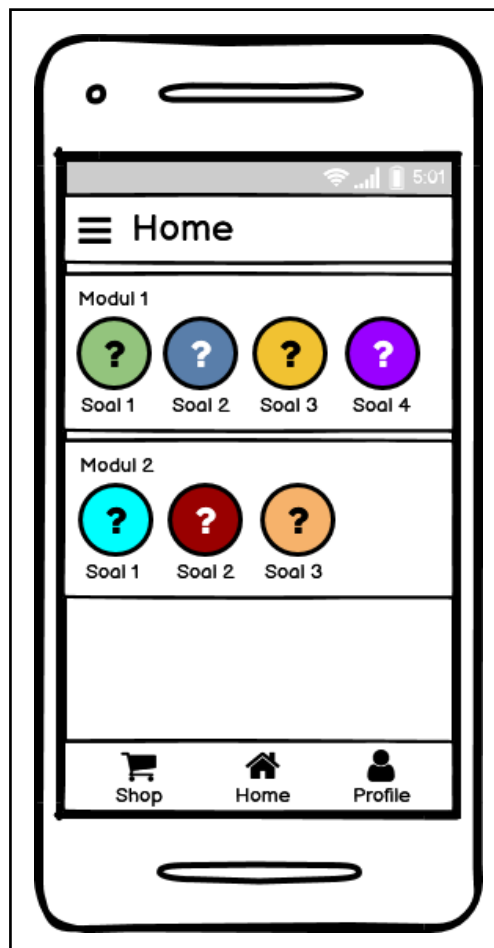 5:01
Home
Modul 1
? ? ? ?
Soal 1 Soal 2 Soal 3 Soal 4
Modul 2
? ? ?
Soal 1 Soal 2 Soal 3
Shop Home Profile